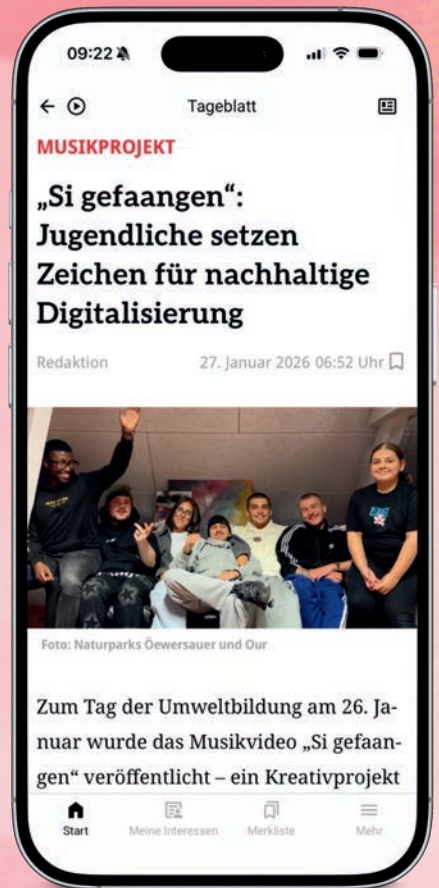 09:22
Tageblatt
MUSIKPROJEKT
„Si gefaangen“:
Jugendliche setzen
Zeichen für nachhaltige
Digitalisierung
Redaktion 27. Januar 2026 06:52 Uhr
Foto: Naturparks Öewersauer und Our
Zum Tag der Umweltbildung am 26. Ja-
nuar wurde das Musikvideo „Si gefaan-
gen“ veröffentlicht – ein Kreativprojekt
Start Meine Interessen Merkliste Mehr